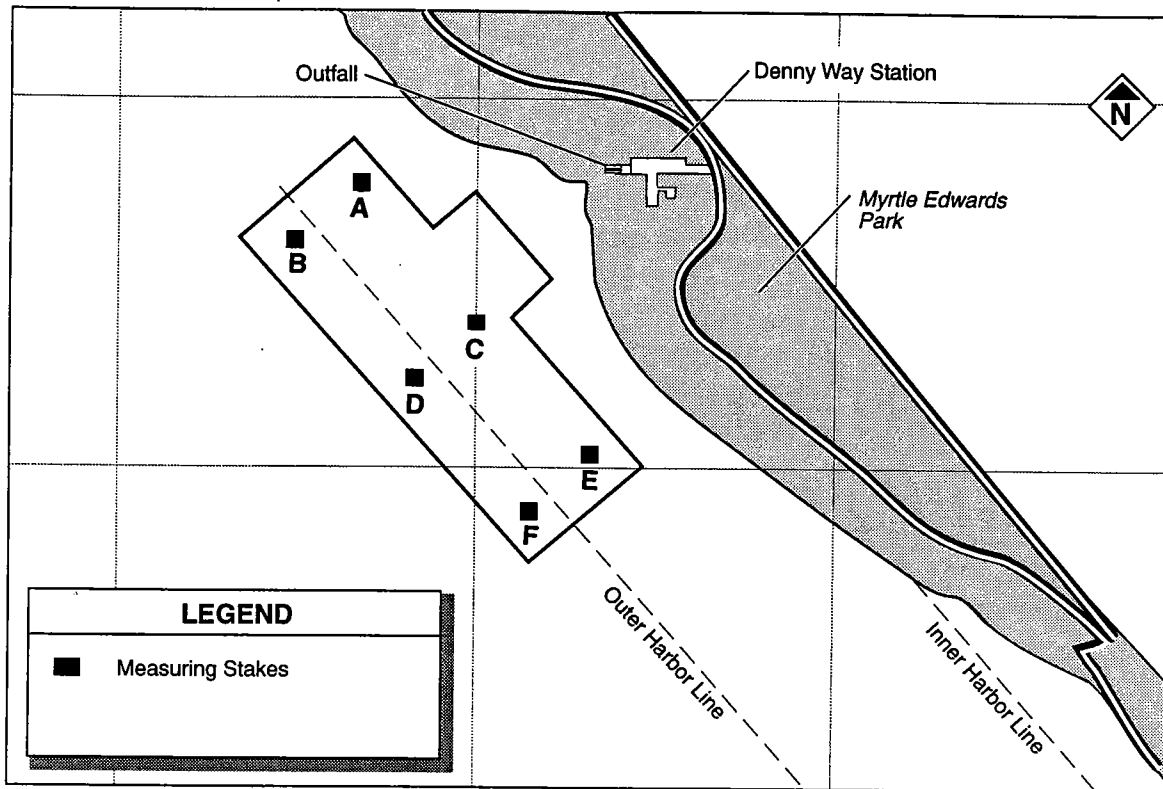 Outfall
Denny Way Station
N
Myrtle Edwards
Park
A
B
C
D
E
F
Outer Harbor Line
Inner Harbor Line
LEGEND
Measuring Stakes